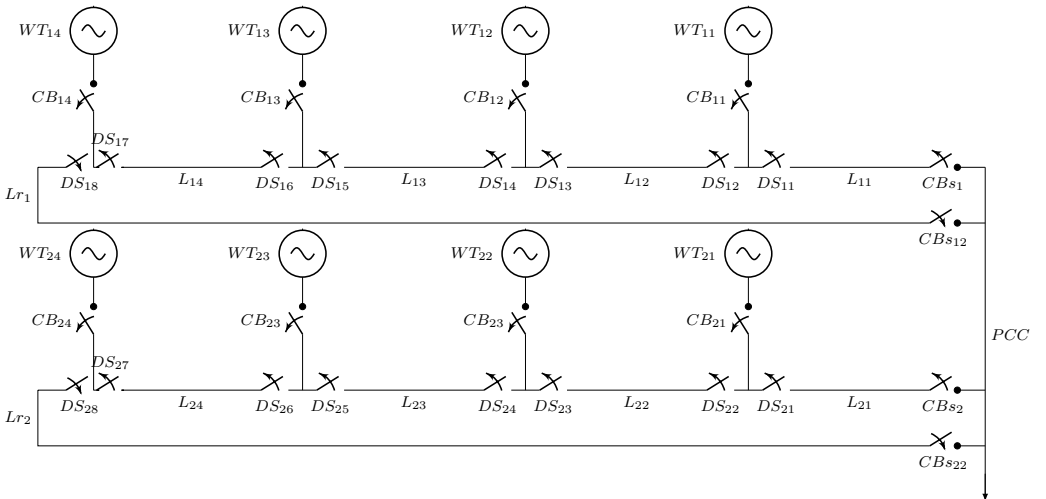 WT₁₄ WT₁₃ WT₁₂ WT₁₁
CB₁₄ CB₁₃ CB₁₂ CB₁₁
DS₁₇
DS₁₈ L₁₄ DS₁₆ DS₁₅ L₁₃ DS₁₄ DS₁₃ L₁₂ DS₁₂ DS₁₁ L₁₁ CBs₁
Lr₁
CBs₁₂
WT₂₄ WT₂₃ WT₂₂ WT₂₁
CB₂₄ CB₂₃ CB₂₃ CB₂₁
PCC
DS₂₇
DS₂₈ L₂₄ DS₂₆ DS₂₅ L₂₃ DS₂₄ DS₂₃ L₂₂ DS₂₂ DS₂₁ L₂₁ CBs₂
Lr₂
CBs₂₂